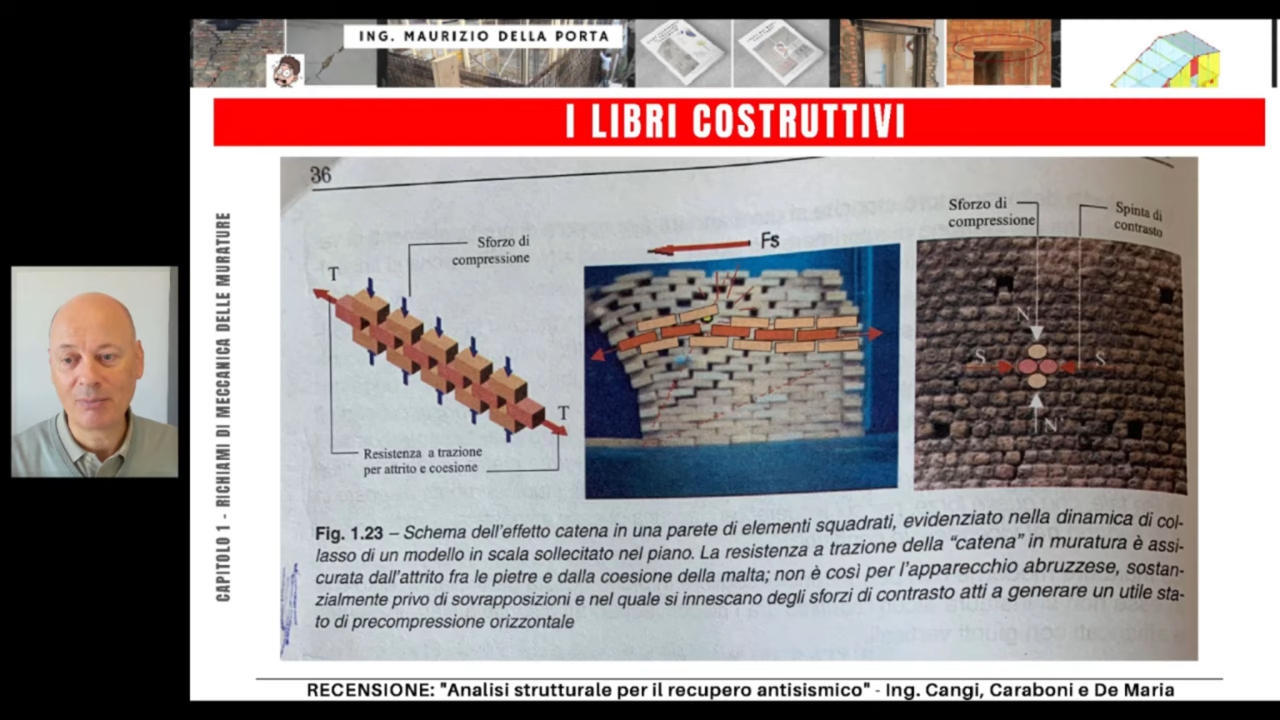 ING. MAURIZIO DELLA PORTA
I LIBRI COSTRUTTIVI
CAPITOLO 1 - RICHIAMI DI MECCANICA DELLE MURATURE
36
Sforzo di
compressione
T
T
Resistenza a trazione
per attrito e coesione
Fs
Sforzo di
compressione
Spinta di
contrasto
N
S
S
N'
Fig. 1.23 – Schema dell'effetto catena in una parete di elementi squadrati, evidenziato nella dinamica di col-
lasso di un modello in scala sollecitato nel piano. La resistenza a trazione della "catena" in muratura è assi-
curata dall'attrito fra le pietre e dalla coesione della malta; non è così per l'apparecchio abruzzese, sostan-
zialmente privo di sovrapposizioni e nel quale si innescano degli sforzi di contrasto atti a generare un utile sta-
to di precompressione orizzontale
RECENSIONE: "Analisi strutturale per il recupero antisismico" - Ing. Cangi, Caraboni e De Maria